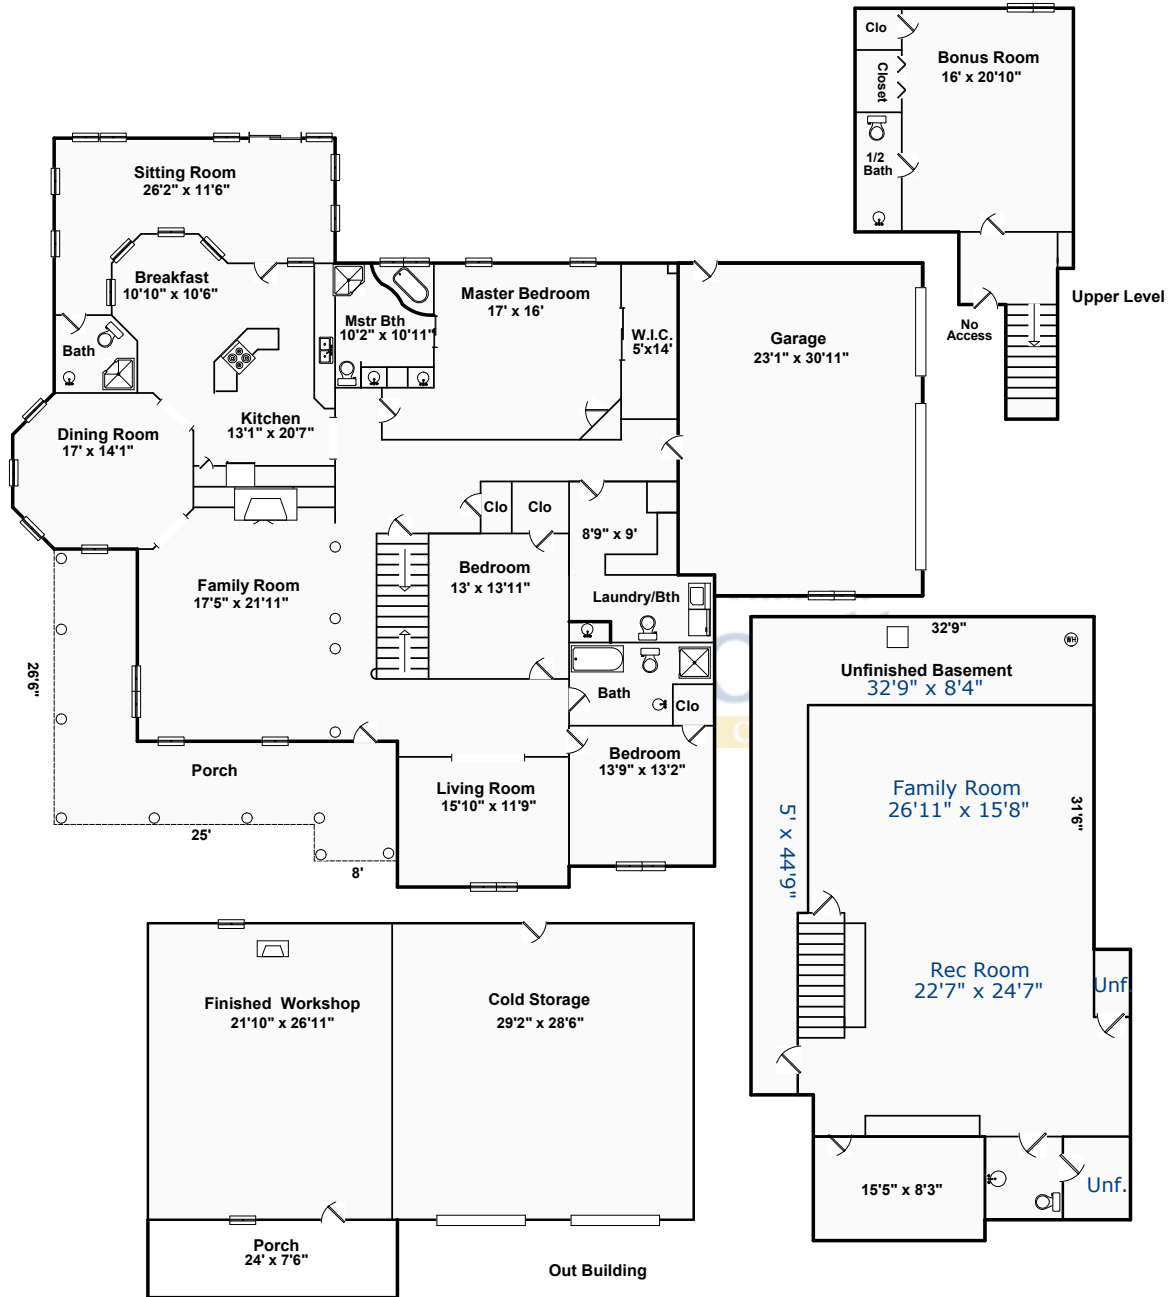 Clo
Bonus Room
16' x 20'10"
Closet
1/2
Bath
Upper Level
No
Access
Sitting Room
26'2" x 11'6"
Breakfast
10'10" x 10'6"
Bath
Mstr Bth
10'2" x 10'11"
Master Bedroom
17' x 16'
W.I.C.
5'x14'
Garage
23'1" x 30'11"
Kitchen
13'1" x 20'7"
Dining Room
17' x 14'1"
Clo
Clo
8'9" x 9'
Laundry/Bth
Bedroom
13' x 13'11"
Family Room
17'5" x 21'11"
26'6"
Bath
Clo
Porch
Bedroom
13'9" x 13'2"
Living Room
15'10" x 11'9"
25'
8'
32'9"
WH
Unfinished Basement
32'9" x 8'4"
Family Room
26'11" x 15'8"
31'6"
5' x 44'9"
Rec Room
22'7" x 24'7"
Unf.
Unf.
15'5" x 8'3"
Finished Workshop
21'10" x 26'11"
Cold Storage
29'2" x 28'6"
Porch
24' x 7'6"
Out Building